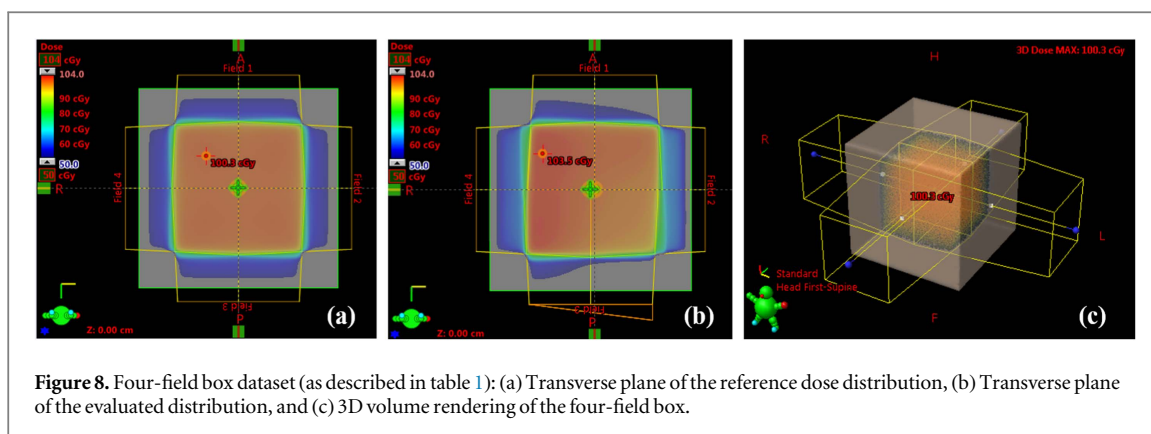 Dose
104 cGy
104.0
90 cGy
80 cGy
70 cGy
60 cGy
50.0
50 cGy
R
A
Field 1
Field 4
Field 2
Field 3
P
100.3 cGy
Z: 0.00 cm
(a)
Dose
104 cGy
104.0
90 cGy
80 cGy
70 cGy
60 cGy
50.0
50 cGy
R
A
Field 1
Field 4
Field 2
Field 3
103.5 cGy
Z: 0.00 cm
(b)
3D Dose MAX: 100.3 cGy
H
R
100.3 cGy
L
Standard
Head First-Supine
F
(c)
Figure 8. Four-field box dataset (as described in table 1): (a) Transverse plane of the reference dose distribution, (b) Transverse plane
of the evaluated distribution, and (c) 3D volume rendering of the four-field box.